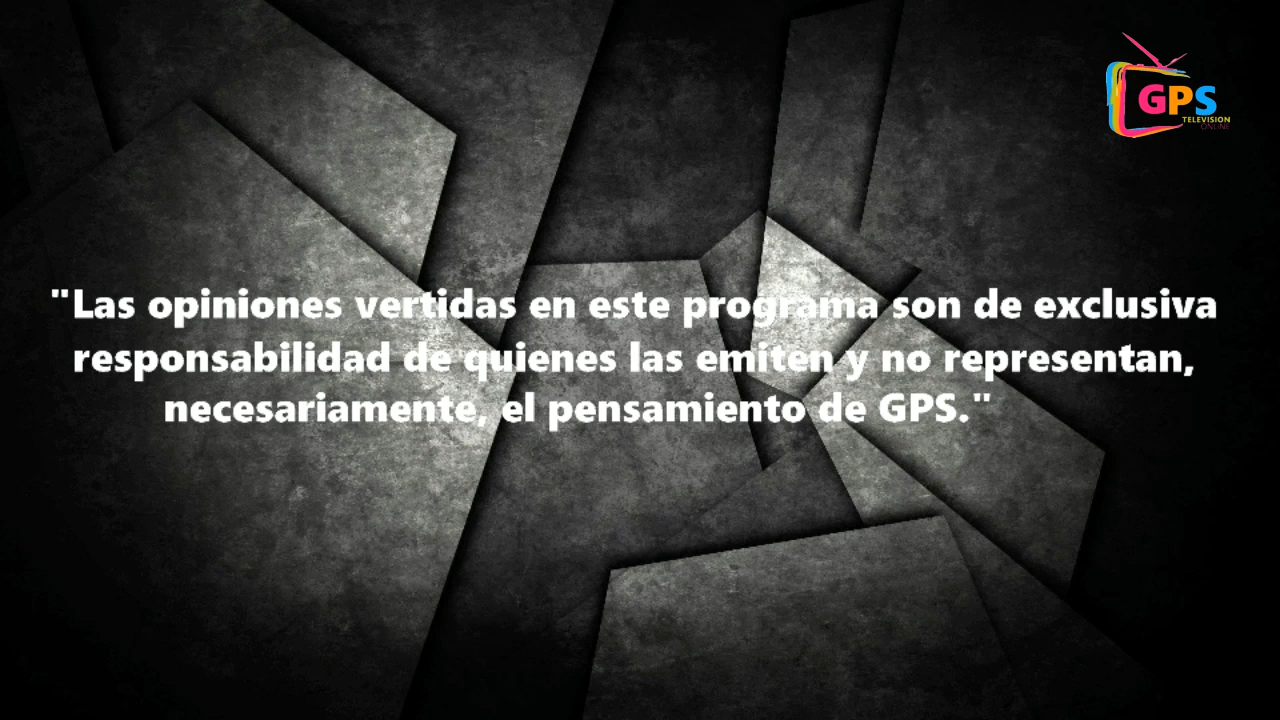 GPS
TELEVISION
ONLINE
"Las opiniones vertidas en este programa son de exclusiva
responsabilidad de quienes las emiten y no representan,
necesariamente, el pensamiento de GPS."